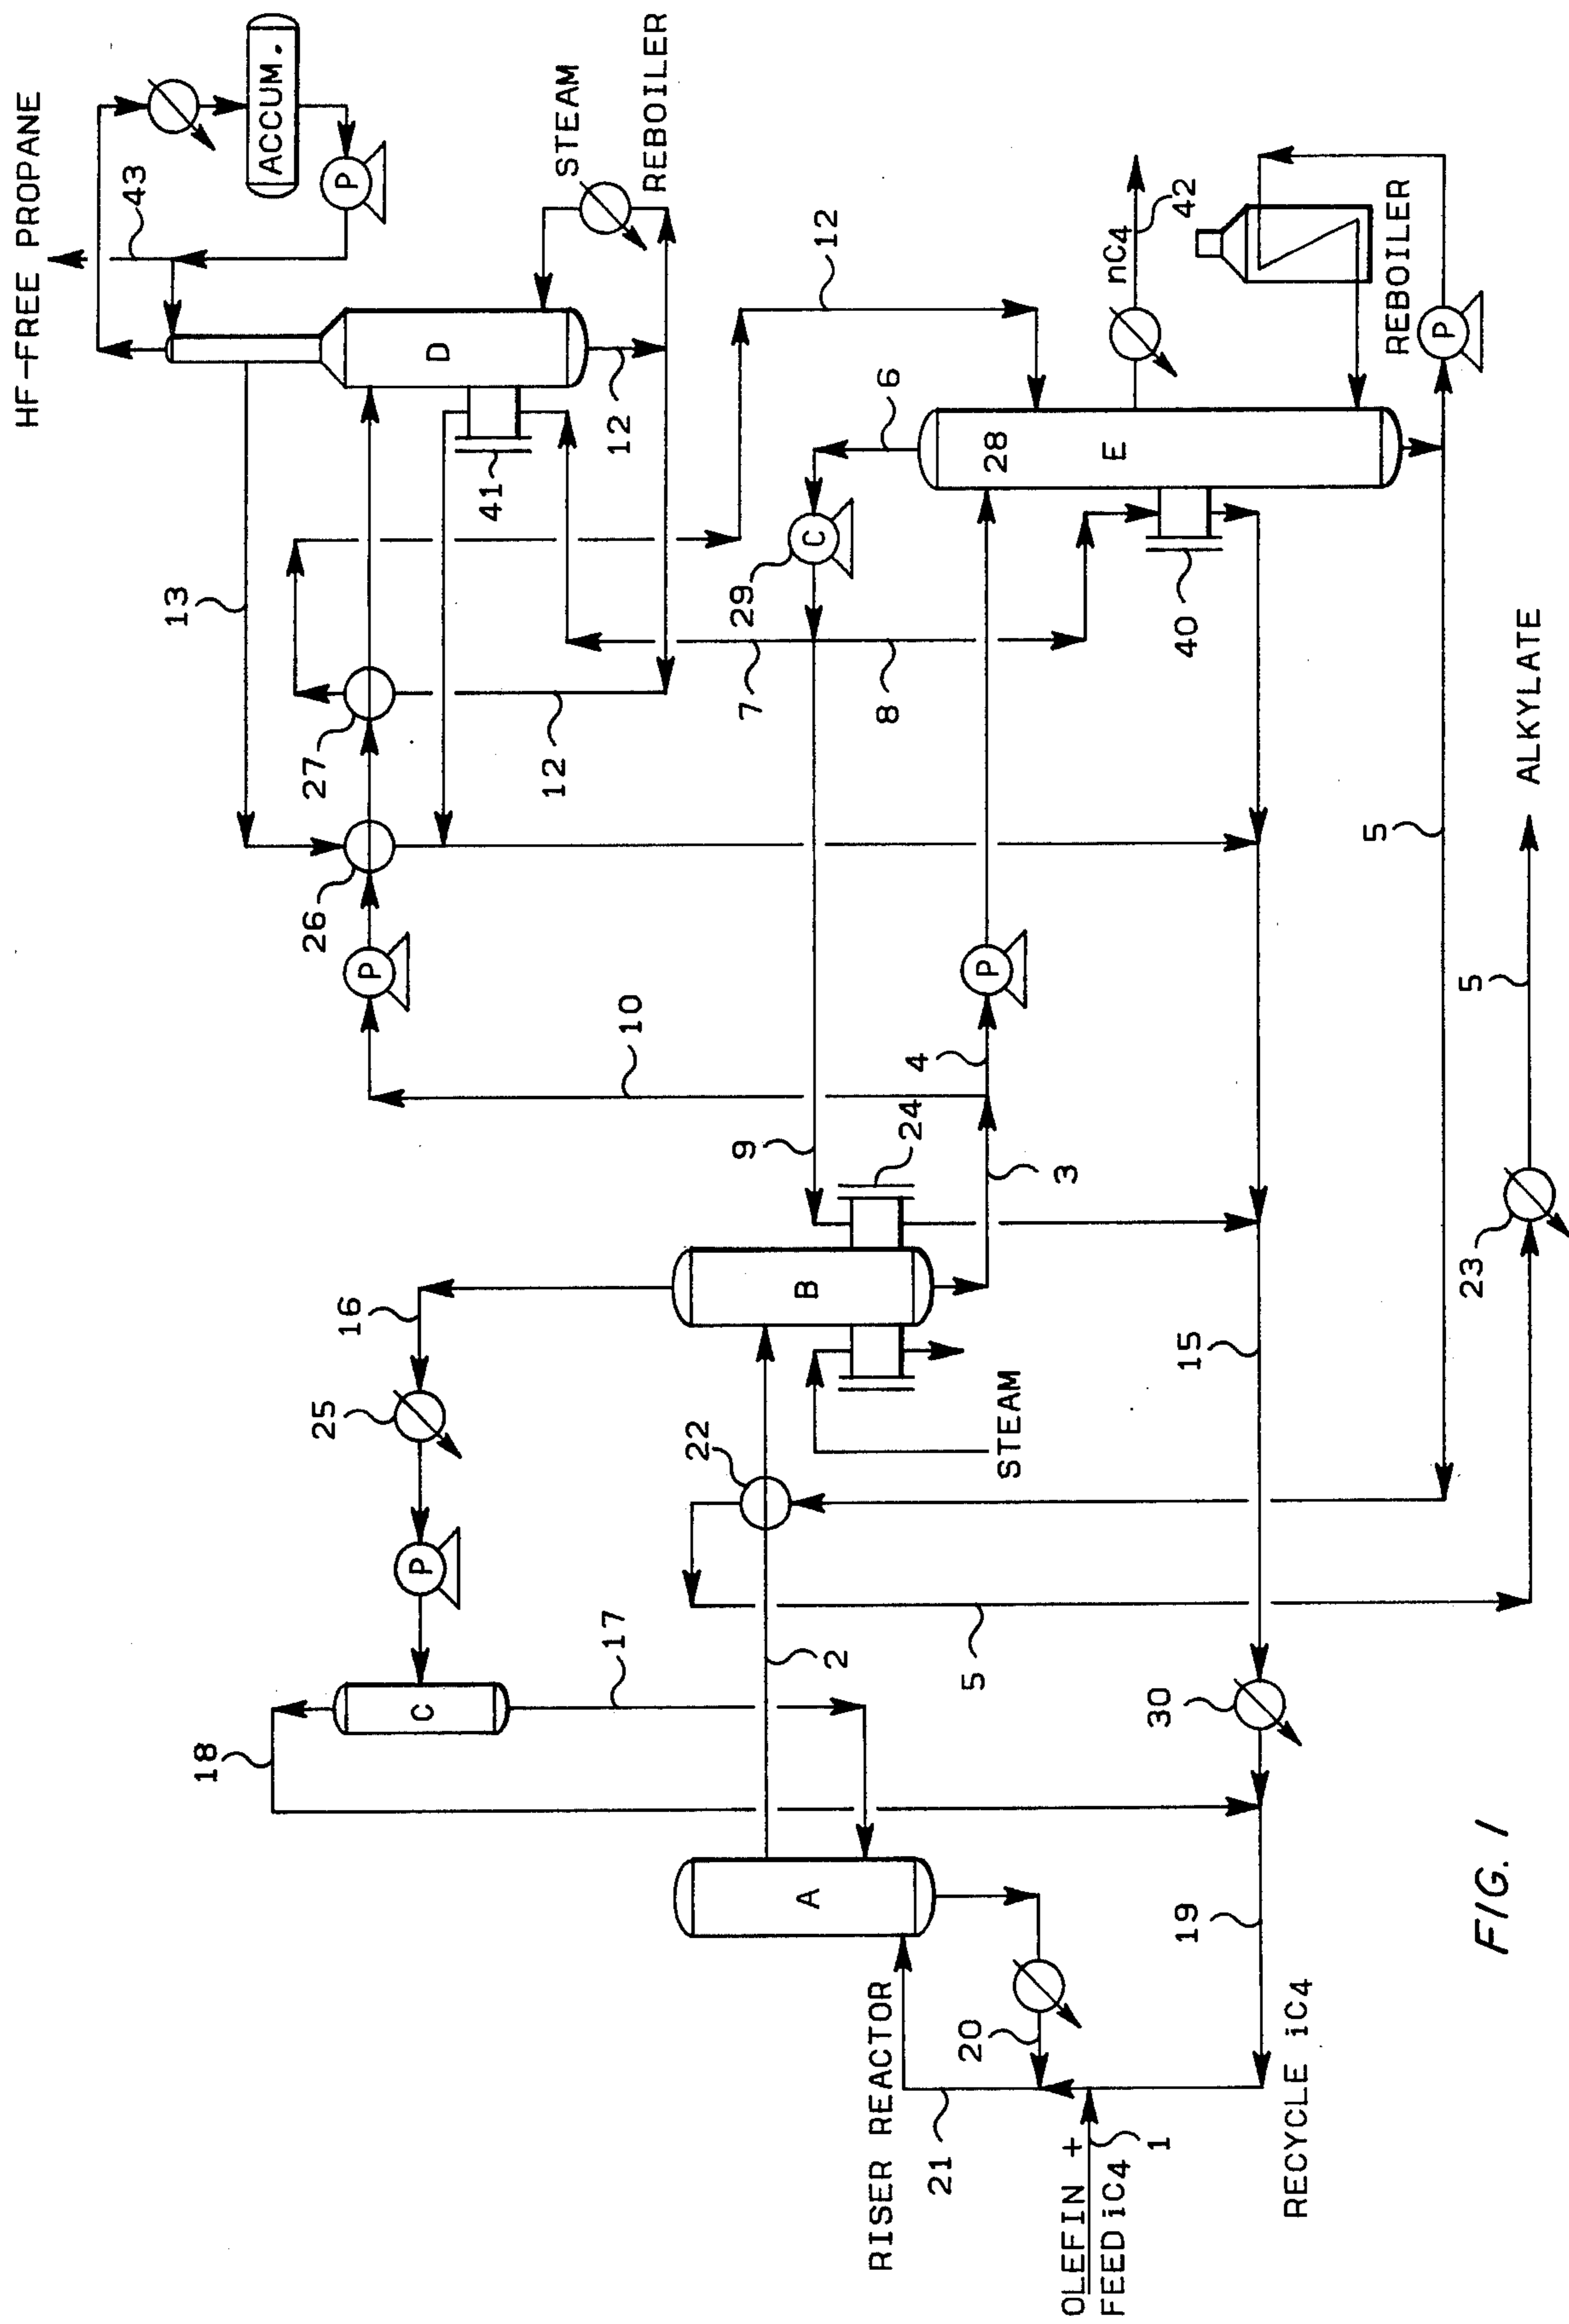 HF-FREE PROPANE
43
ACCUM.
P
STEAM
REBOILER
13
D
41
12
12
26
27
12
P
10
6
C
29
28
E
nC4
42
REBOILER
P
7
8
40
9
4
P
3
24
16
25
P
C
18
17
B
STEAM
22
2
5
15
30
5
5
23
ALKYLATE
A
RISER REACTOR
21
20
19
OLEFIN +
FEED iC4
1
RECYCLE iC4
FIG. 1